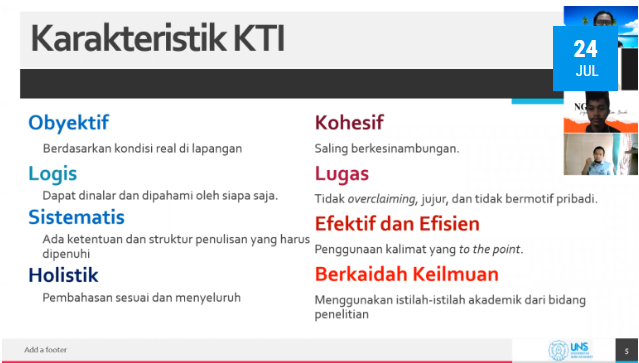 Karakteristik KTI
24
JUL
Obyektif
Berdasarkan kondisi real di lapangan
Logis
Dapat dinalar dan dipahami oleh siapa saja.
Sistematis
Ada ketentuan dan struktur penulisan yang harus
dipenuhi
Holistik
Pembahasan sesuai dan menyeluruh
Kohesif
Saling berkesinambungan.
Lugas
Tidak overclaiming, jujur, dan tidak bermotif pribadi.
Efektif dan Efisien
Penggunaan kalimat yang to the point.
Berkaidah Keilmuan
Menggunakan istilah-istilah akademik dari bidang
penelitian
Add a footer
UNS
5